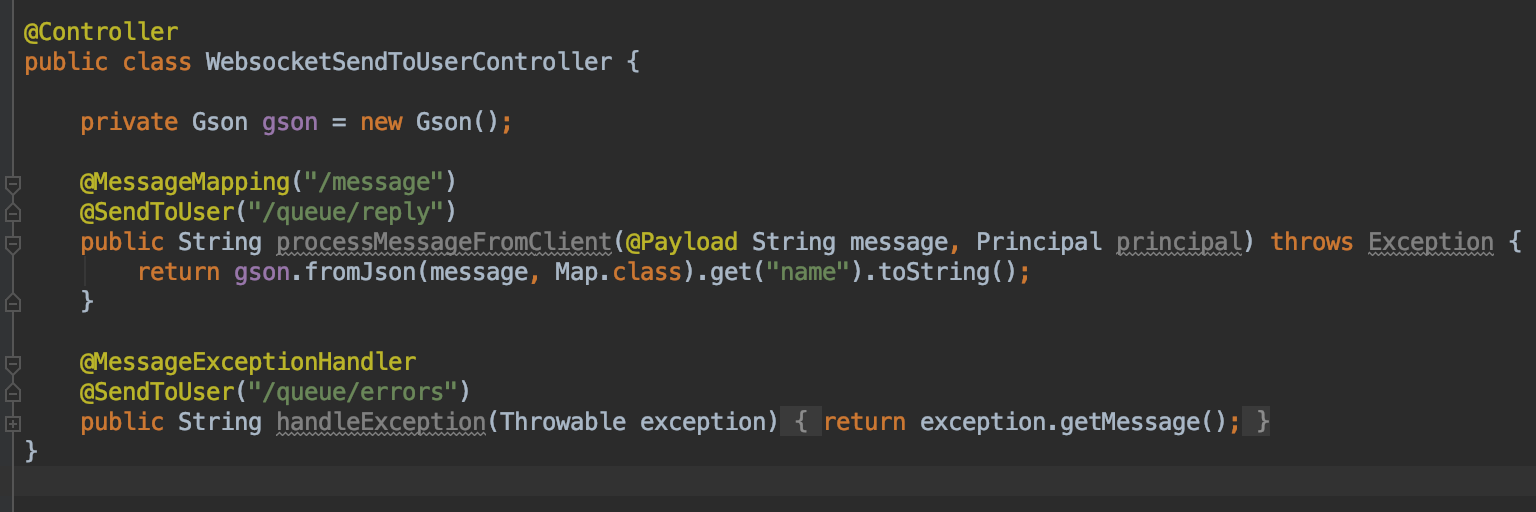 @Controller
public class WebsocketSendToUserController {
private Gson gson = new Gson();
@MessageMapping("/message")
@SendToUser("/queue/reply")
public String processMessageFromClient(@Payload String message, Principal principal) throws Exception {
return gson.fromJson(message, Map.class).get("name").toString();
}
@MessageExceptionHandler
@SendToUser("/queue/errors")
public String handleException(Throwable exception) { return exception.getMessage(); }
}